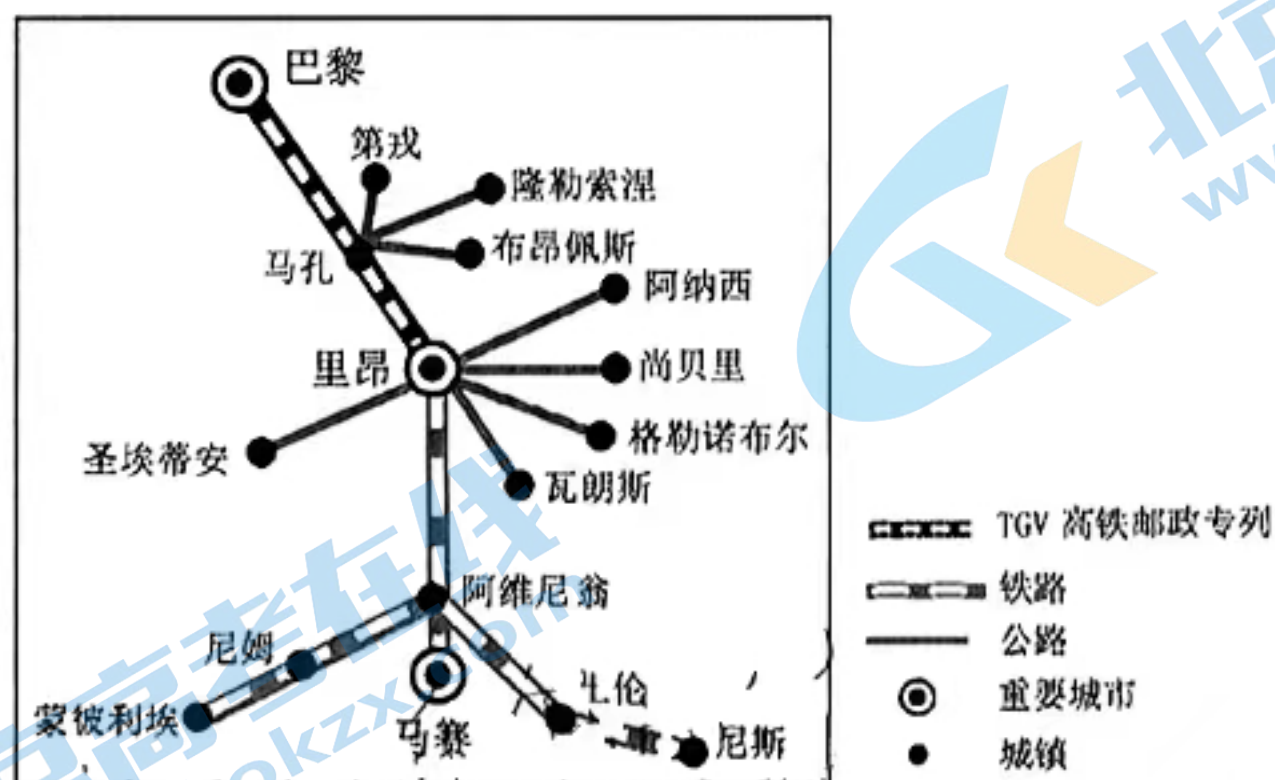 巴黎
第戎
隆勒索涅
马孔
布昂佩斯
阿纳西
里昂
尚贝里
格勒诺布尔
圣埃蒂安
瓦朗斯
TGV 高铁邮政专列
阿维尼翁
铁路
公路
尼姆
伦
重要城市
蒙彼利埃
马赛
尼斯
城镇